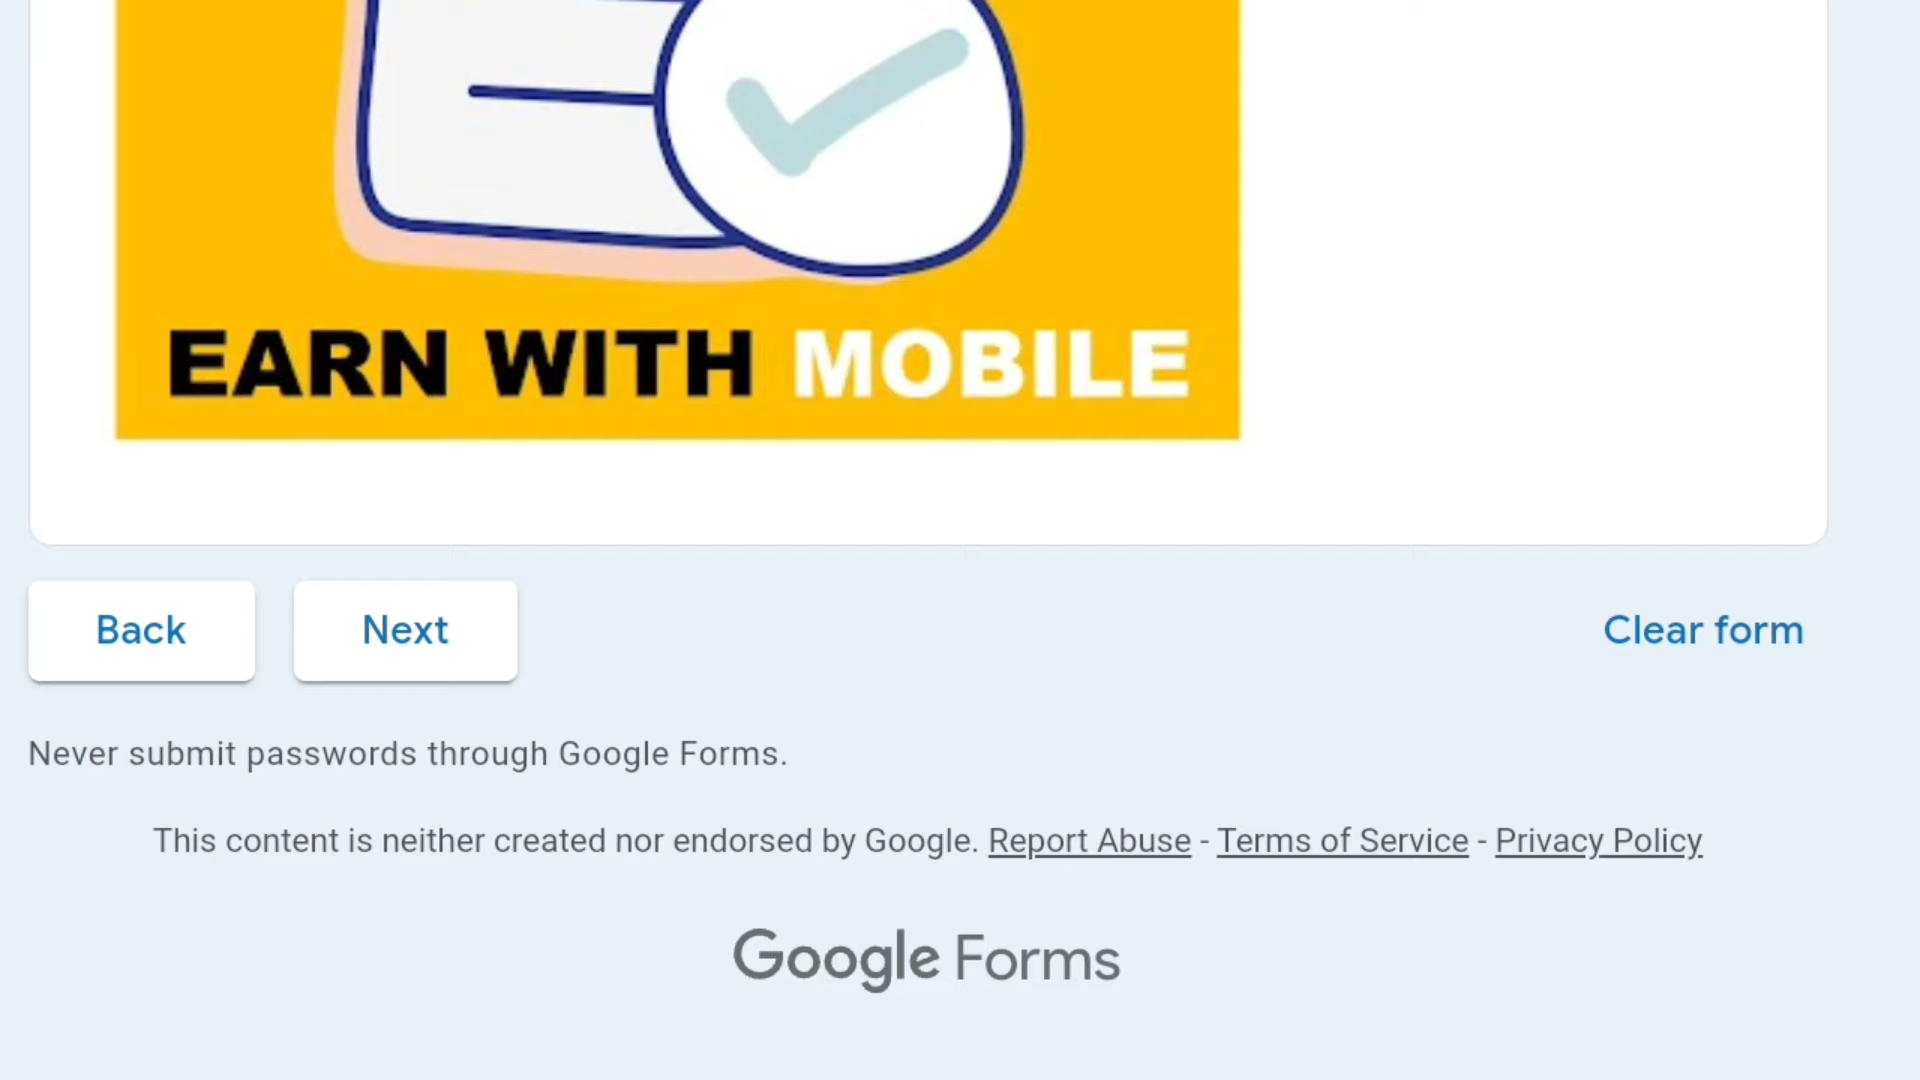 EARN WITH MOBILE
Back
Next
Clear form
Never submit passwords through Google Forms.
This content is neither created nor endorsed by Google. Report Abuse - Terms of Service - Privacy Policy
Google Forms